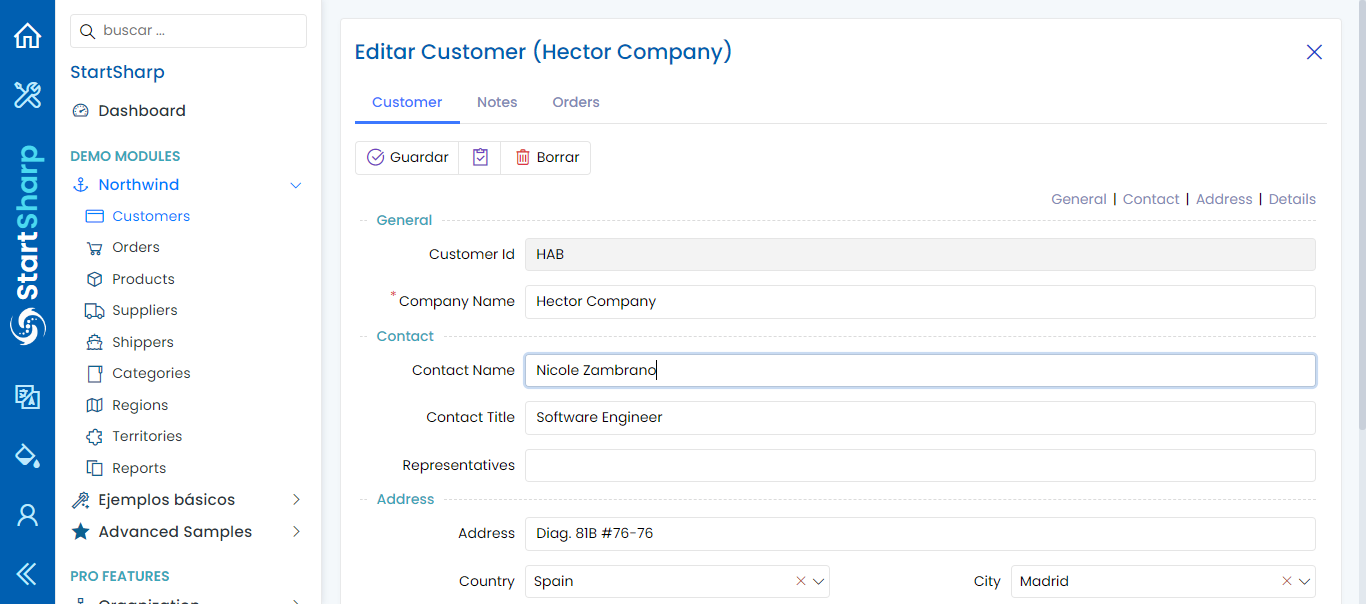 StartSharp
buscar ...
StartSharp
Dashboard
DEMO MODULES
Northwind
Customers
Orders
Products
Suppliers
Shippers
Categories
Regions
Territories
Reports
Ejemplos básicos
Advanced Samples
PRO FEATURES
Organization
Editar Customer (Hector Company)
Customer Notes Orders
Guardar Borrar
General | Contact | Address | Details
General
Customer Id HAB
* Company Name Hector Company
Contact
Contact Name Nicole Zambrano
Contact Title Software Engineer
Representatives
Address
Address Diag. 81B #76-76
Country Spain City Madrid